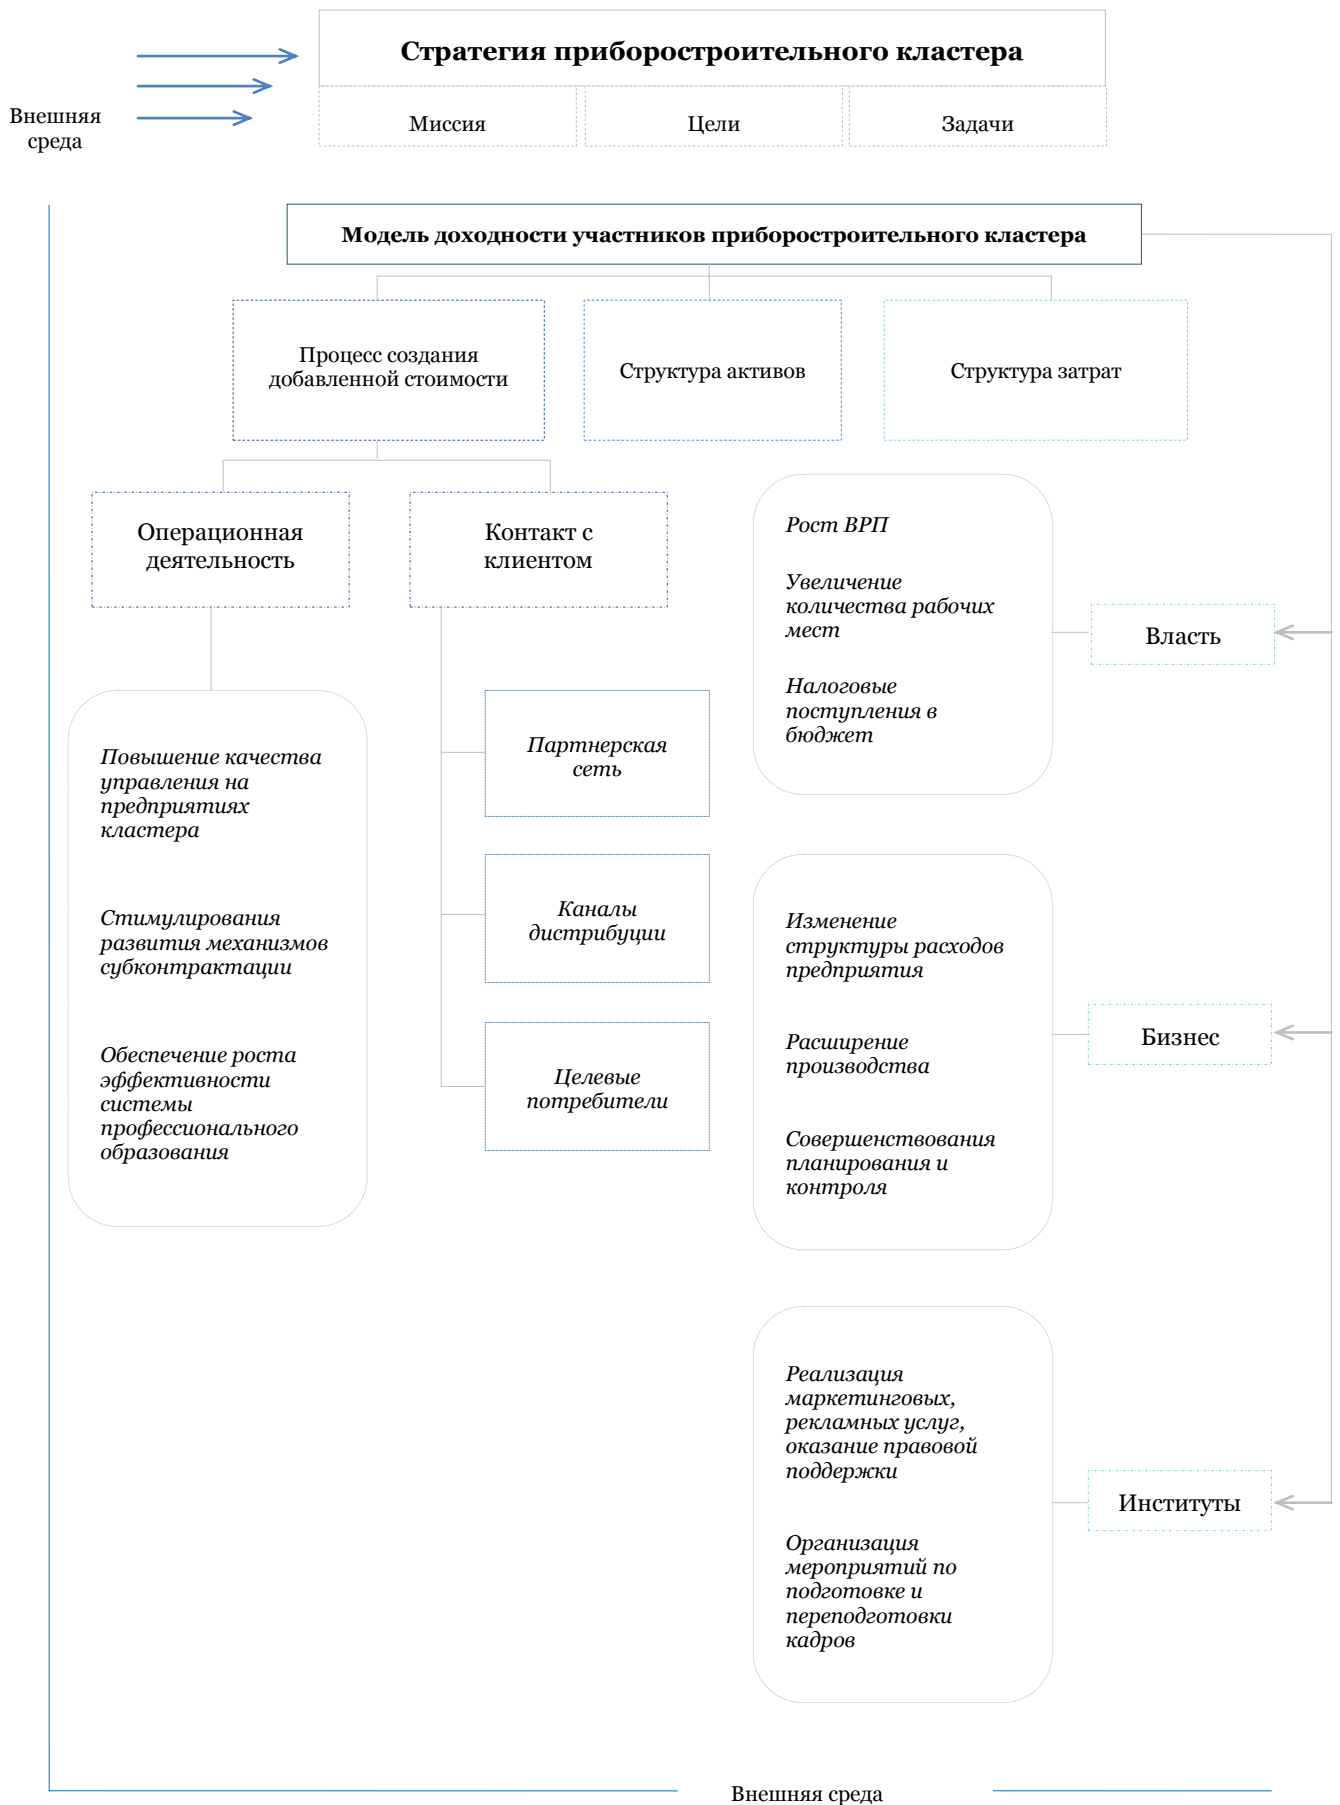 Стратегия приборостроительного кластера
Внешняя
среда
Миссия
Цели
Задачи
Модель доходности участников приборостроительного кластера
Процесс создания
добавленной стоимости
Структура активов
Структура затрат
Операционная
деятельность
Контакт с
клиентом
Повышение качества
управления на
предприятиях
кластера
Стимулирования
развития механизмов
субконтрактации
Обеспечение роста
эффективности
системы
профессионального
образования
Партнерская
сеть
Каналы
дистрибуции
Целевые
потребители
Рост ВРП
Увеличение
количества рабочих
мест
Налоговые
поступления в
бюджет
Власть
Изменение
структуры расходов
предприятия
Расширение
производства
Совершенствования
планирования и
контроля
Бизнес
Реализация
маркетинговых,
рекламных услуг,
оказание правовой
поддержки
Организация
мероприятий по
подготовке и
переподготовки
кадров
Институты
Внешняя среда